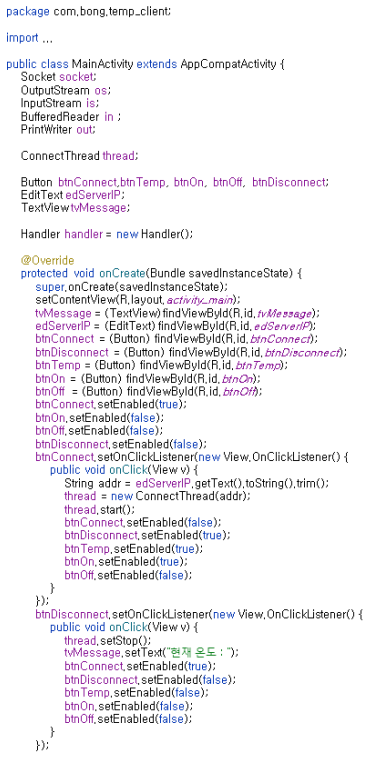 package com.bong.temp_client;
import ...
public class MainActivity extends AppCompatActivity {
Socket socket;
OutputStream os;
InputStream is;
BufferedReader in ;
PrintWriter out;
ConnectThread thread;
Button btnConnect,btnTemp, btnOn, btnOff, btnDisconnect;
EditText edServerIP;
TextView tvMessage;
Handler handler = new Handler();
@Override
protected void onCreate(Bundle savedInstanceState) {
super.onCreate(savedInstanceState);
setContentView(R.layout.activity_main);
tvMessage = (TextView)findViewById(R.id.tvMessage);
edServerIP = (EditText) findViewById(R.id.edServerIP);
btnConnect = (Button) findViewById(R.id.btnConnect);
btnDisconnect = (Button) findViewById(R.id.btnDisconnect);
btnTemp = (Button) findViewById(R.id.btnTemp);
btnOn = (Button) findViewById(R.id.btnOn);
btnOff = (Button) findViewById(R.id.btnOff);
btnConnect.setEnabled(true);
btnOn.setEnabled(false);
btnOff.setEnabled(false);
btnDisconnect.setEnabled(false);
btnConnect.setOnClickListener(new View.OnClickListener() {
public void onClick(View v) {
String addr = edServerIP.getText().toString().trim();
thread = new ConnectThread(addr);
thread.start();
btnConnect.setEnabled(false);
btnDisconnect.setEnabled(true);
btnTemp.setEnabled(true);
btnOn.setEnabled(true);
btnOff.setEnabled(false);
}
});
btnDisconnect.setOnClickListener(new View.OnClickListener() {
public void onClick(View v) {
thread.setStop();
tvMessage.setText("현재 온도 : ");
btnConnect.setEnabled(true);
btnDisconnect.setEnabled(false);
btnTemp.setEnabled(false);
btnOn.setEnabled(false);
btnOff.setEnabled(false);
}
});